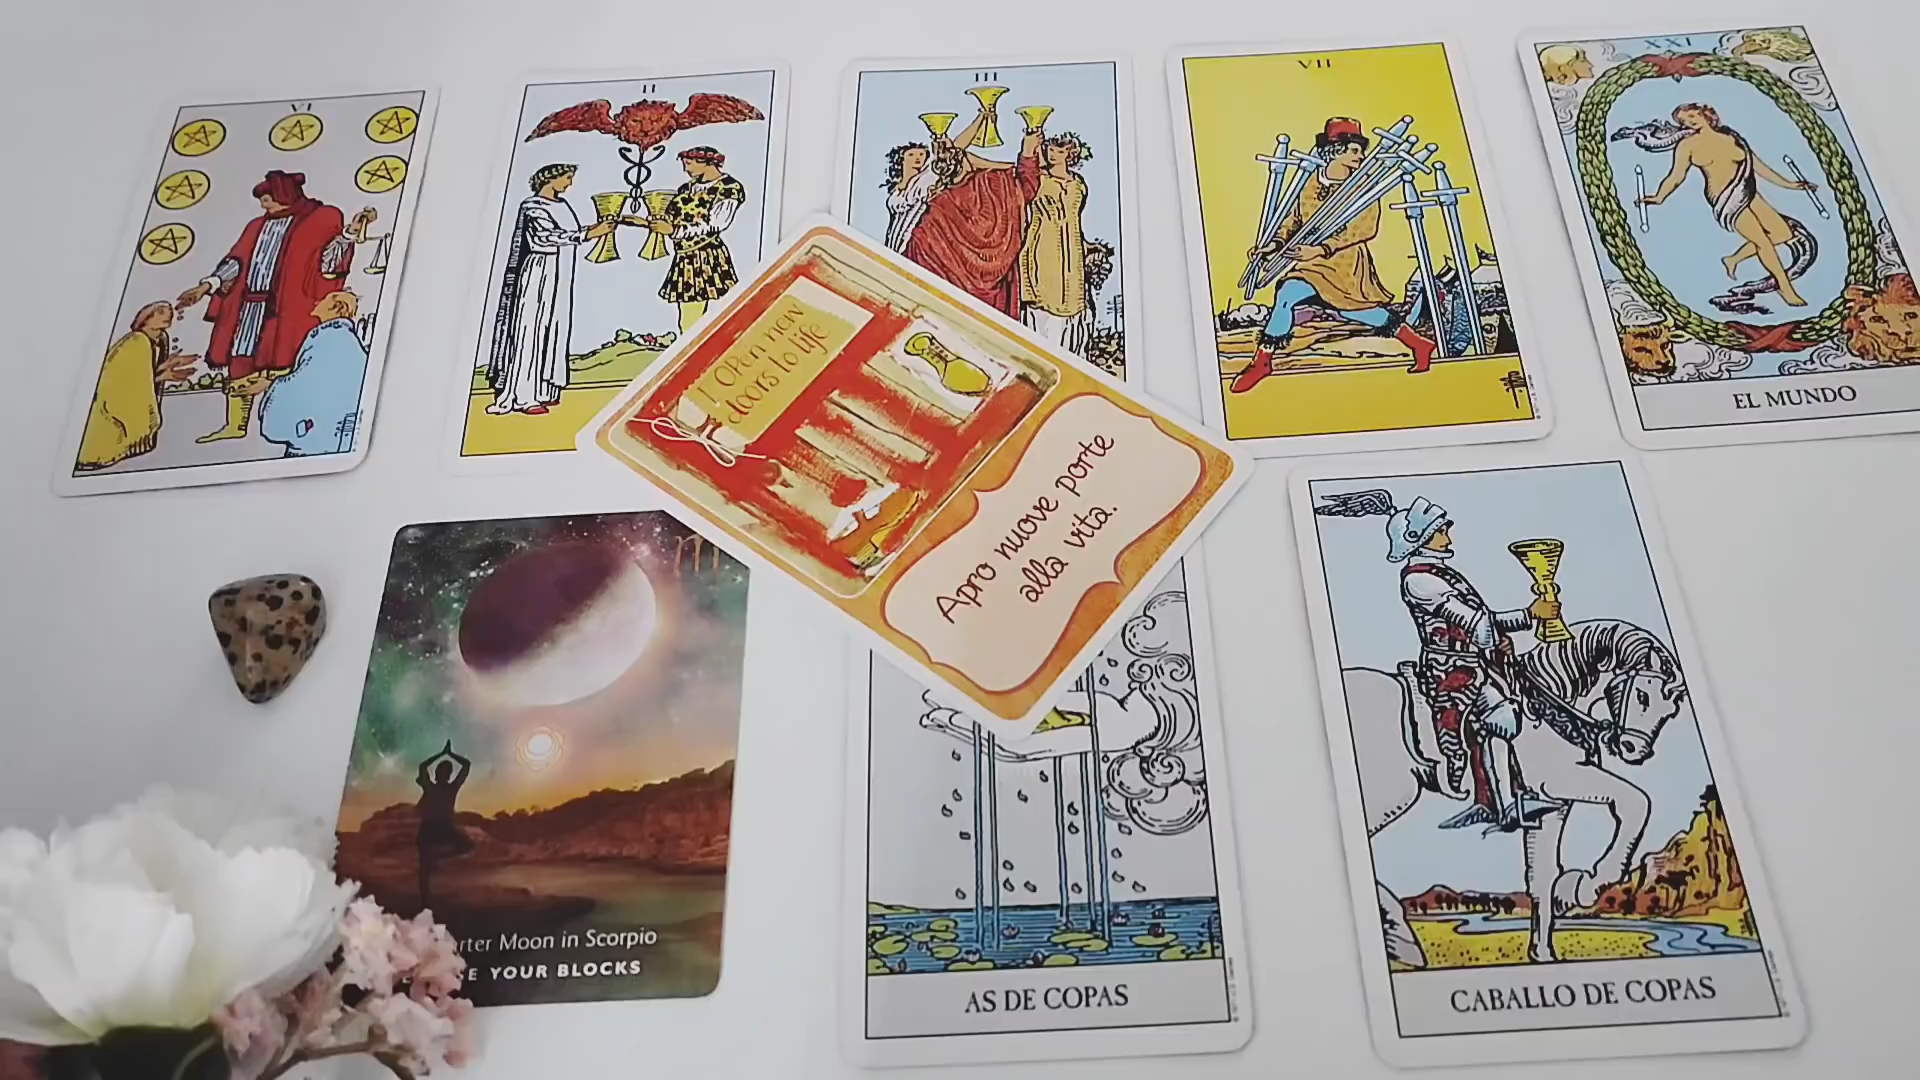 VI
II
III
VII
XXI
EL MUNDO
I open new
doors to life
Apro nuove porte
alla vita.
Moon in Scorpio
YOUR BLOCKS
AS DE COPAS
CABALLO DE COPAS